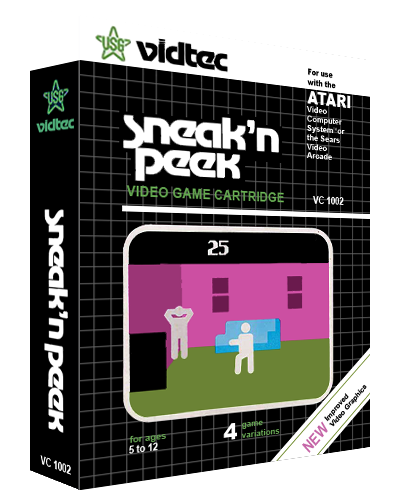 USG
vidtec
For use
with the
ATARI
Video
Computer
System or
the Sears
Video
Arcade
Sneak'n
Peek
VIDEO GAME CARTRIDGE
VC 1002
25
for ages
5 to 12
4 game
variations
NEW Improved
Video Graphics
USG
vidtec
Sneak'n Peek
VC 1002